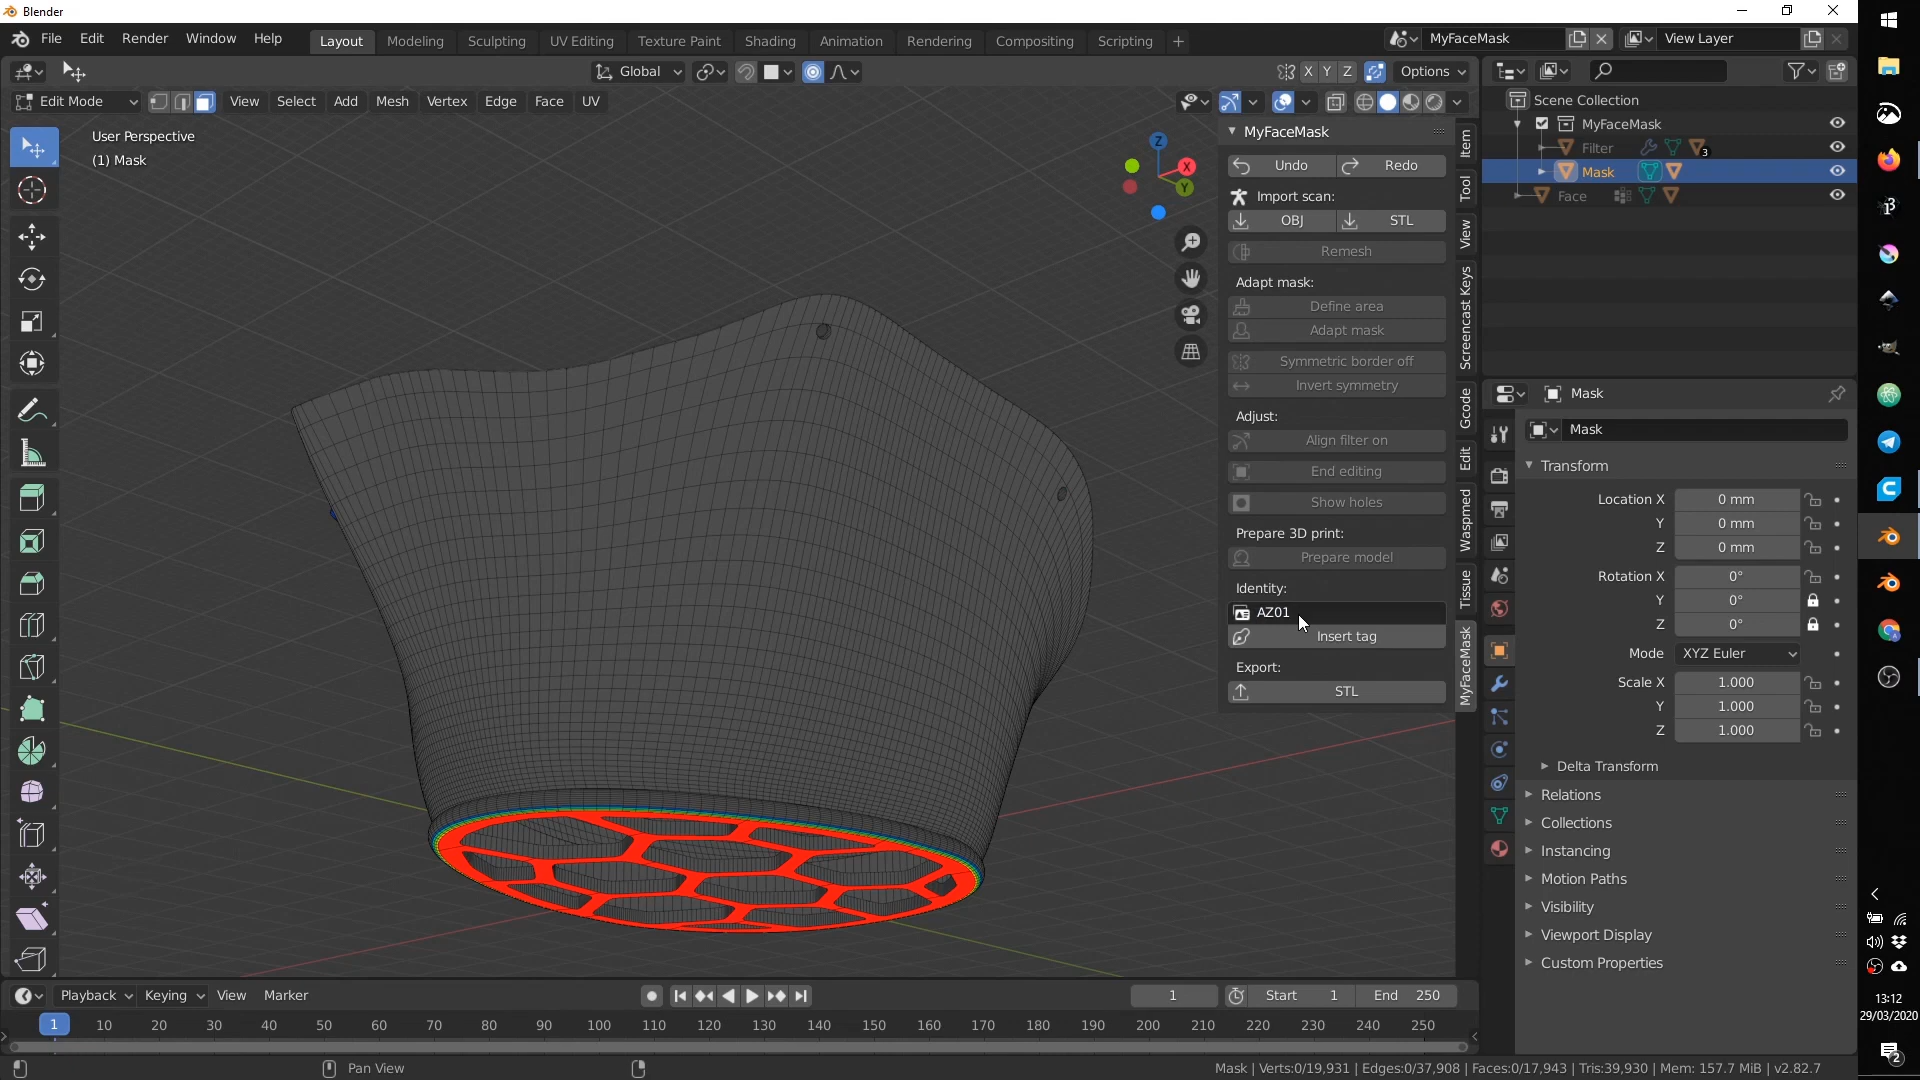 Blender
File Edit Render Window Help Layout Modeling Sculpting UV Editing Texture Paint Shading Animation Rendering Compositing Scripting + MyFaceMask View Layer
Global X Y Z Options
Edit Mode View Select Add Mesh Vertex Edge Face UV
User Perspective
(1) Mask
Z
X
Y
MyFaceMask
Undo Redo
Import scan:
OBJ STL
Remesh
Adapt mask:
Define area
Adapt mask
Symmetric border off
Invert symmetry
Adjust:
Align filter on
End editing
Show holes
Prepare 3D print:
Prepare model
Identity:
AZ01
Insert tag
Export:
STL
Item
Tool
View
Screencast Keys
Gcode
Edit
Waspmed
Tissue
MyFaceMask
Scene Collection
MyFaceMask
Filter 3
Mask
Face
Mask
Mask
Transform
Location X 0 mm
Y 0 mm
Z 0 mm
Rotation X 0°
Y 0°
Z 0°
Mode XYZ Euler
Scale X 1.000
Y 1.000
Z 1.000
Delta Transform
Relations
Collections
Instancing
Motion Paths
Visibility
Viewport Display
Custom Properties
Playback Keying View Marker 1 Start 1 End 250
1 10 20 30 40 50 60 70 80 90 100 110 120 130 140 150 160 170 180 190 200 210 220 230 240 250
Pan View Mask | Verts:0/19,931 | Edges:0/37,908 | Faces:0/17,943 | Tris:39,930 | Mem: 157.7 MiB | v2.82.7
13:12
29/03/2020
2